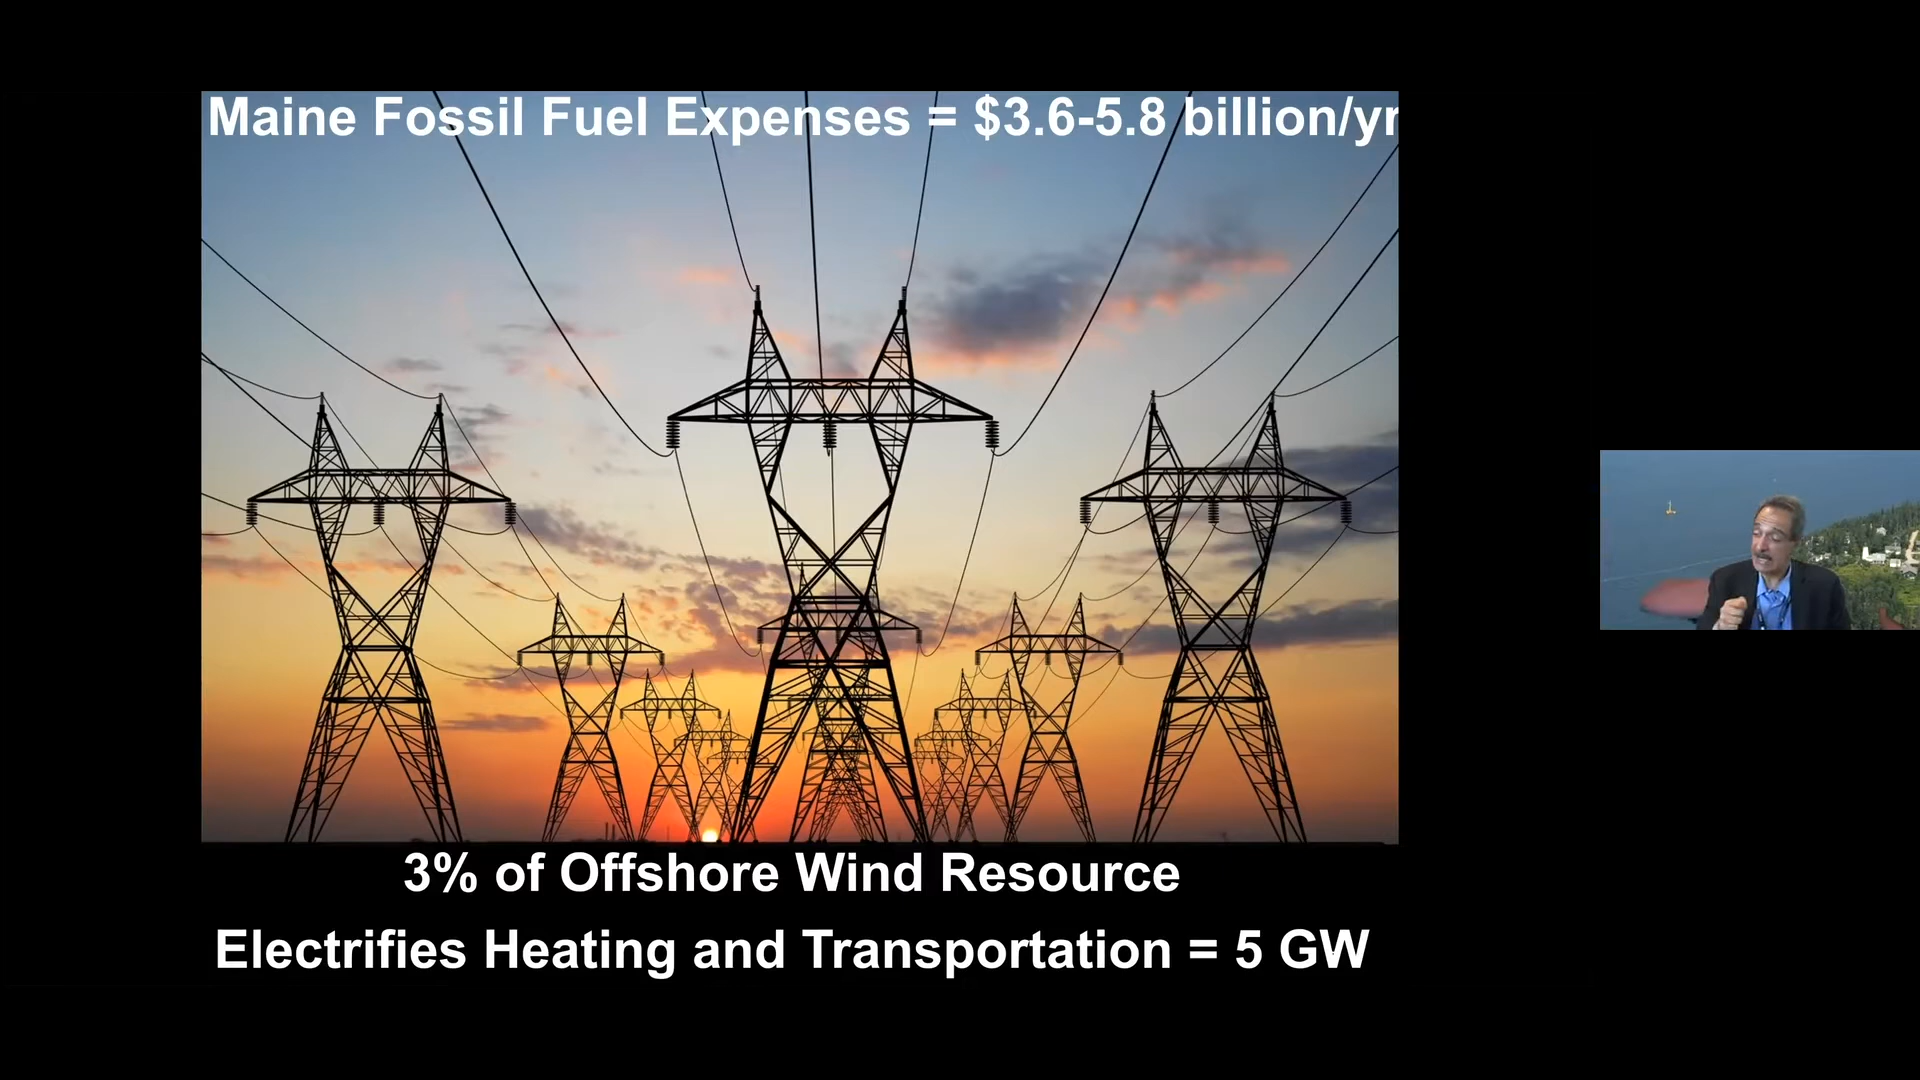 Maine Fossil Fuel Expenses = $3.6-5.8 billion/yr
3% of Offshore Wind Resource
Electrifies Heating and Transportation = 5 GW